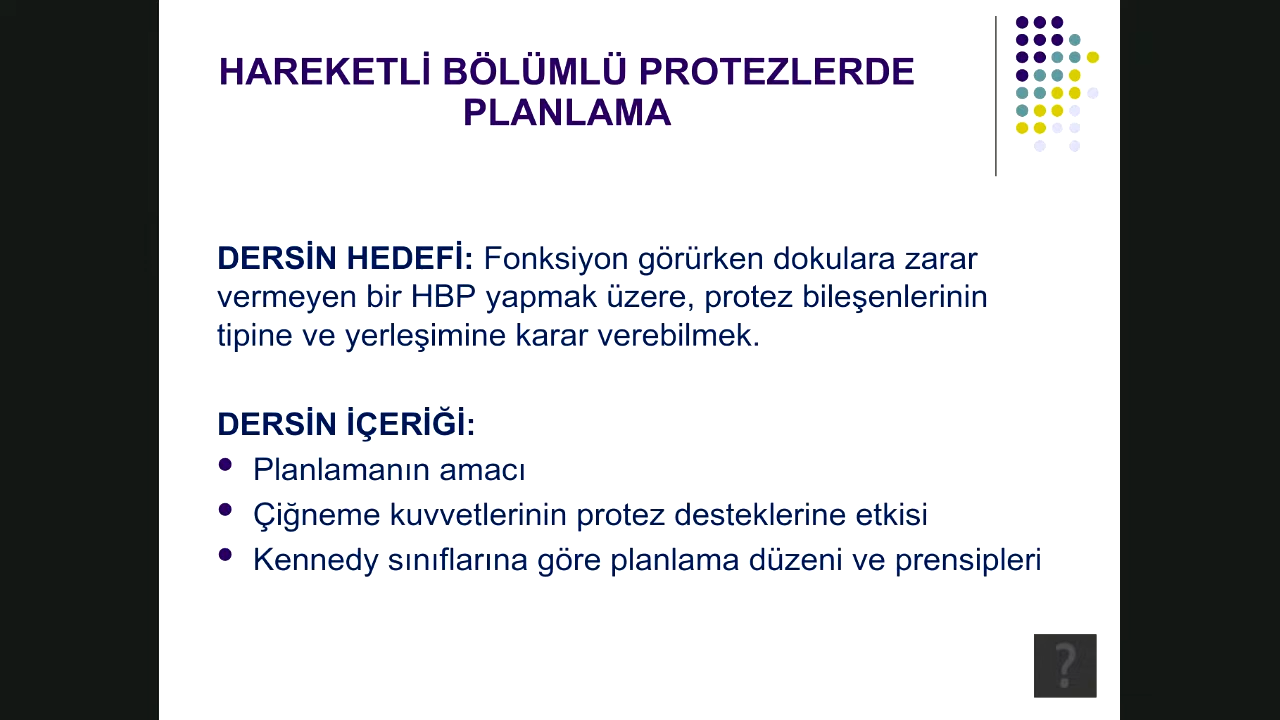 HAREKETLİ BÖLÜMLÜ PROTEZLERDE
PLANLAMA
DERSİN HEDEFİ: Fonksiyon görürken dokulara zarar
vermeyen bir HBP yapmak üzere, protez bileşenlerinin
tipine ve yerleşimine karar verebilmek.
DERSİN İÇERİĞİ:
• Planlamanın amacı
• Çiğneme kuvvetlerinin protez desteklerine etkisi
• Kennedy sınıflarına göre planlama düzeni ve prensipleri
?